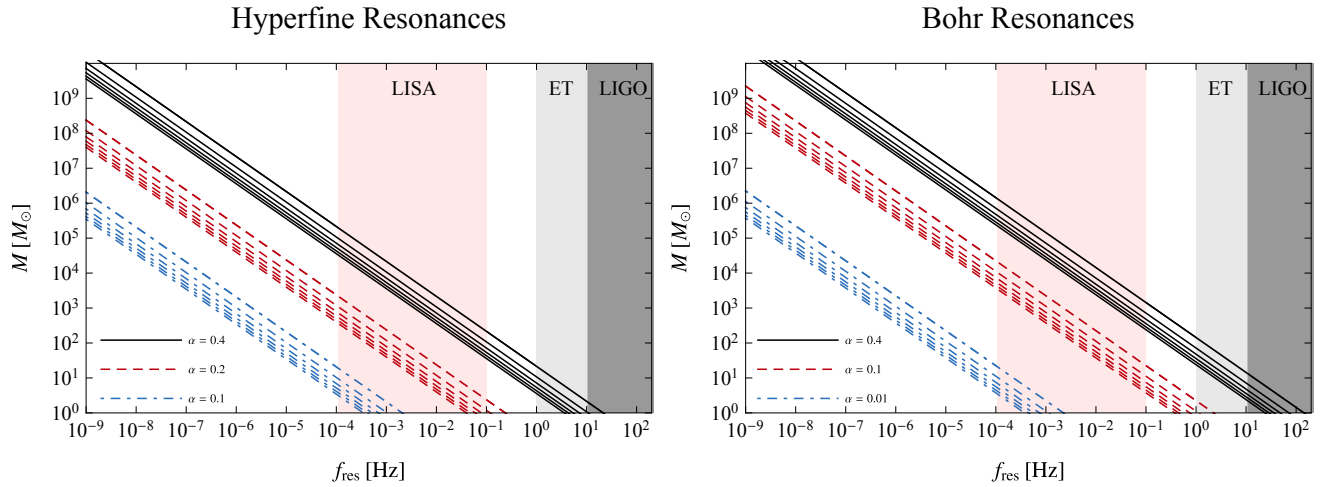 Hyperfine Resonances
LISA
ET
LIGO
10⁹
10⁸
10⁷
10⁶
10⁵
10⁴
10³
10²
10¹
10⁰
M [M⊙]
α = 0.4
α = 0.2
α = 0.1
10⁻⁹ 10⁻⁸ 10⁻⁷ 10⁻⁶ 10⁻⁵ 10⁻⁴ 10⁻³ 10⁻² 10⁻¹ 10⁰ 10¹ 10²
f_res [Hz]
Bohr Resonances
LISA
ET
LIGO
10⁹
10⁸
10⁷
10⁶
10⁵
10⁴
10³
10²
10¹
10⁰
M [M⊙]
α = 0.4
α = 0.1
α = 0.01
10⁻⁹ 10⁻⁸ 10⁻⁷ 10⁻⁶ 10⁻⁵ 10⁻⁴ 10⁻³ 10⁻² 10⁻¹ 10⁰ 10¹ 10²
f_res [Hz]